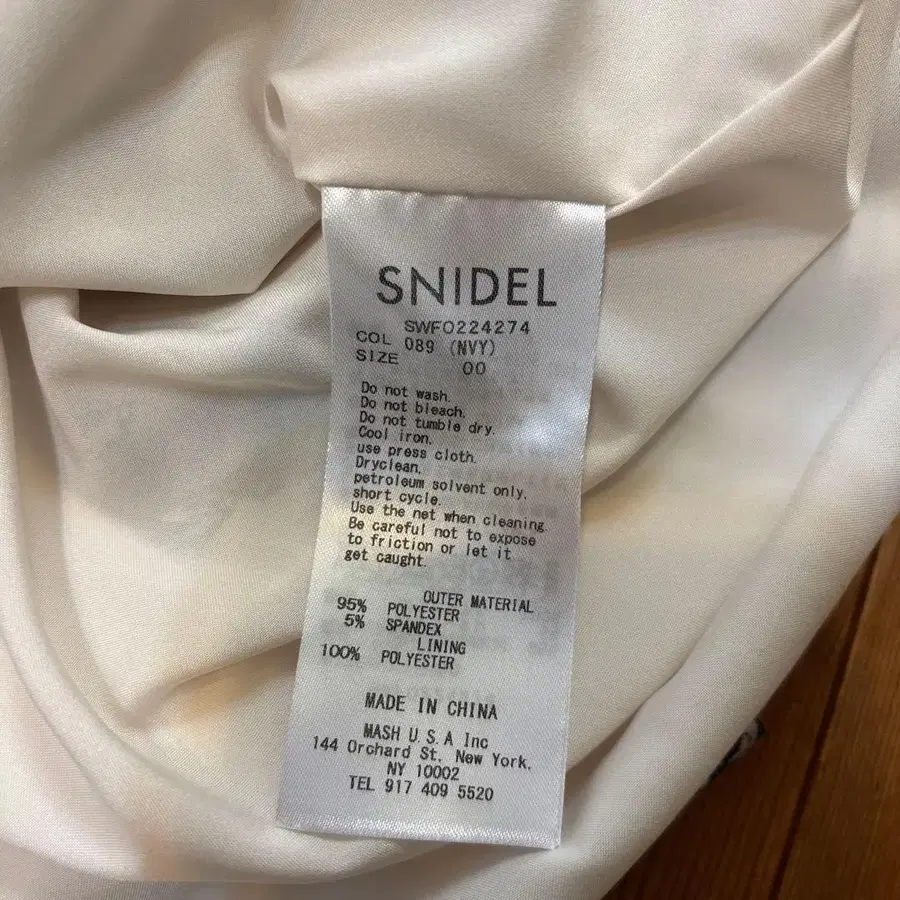 SNIDEL
SWFO224274
COL 089 (NVY)
SIZE 00
Do not wash.
Do not bleach.
Do not tumble dry.
Cool iron.
use press cloth.
Dryclean.
petroleum solvent only.
short cycle.
Use the net when cleaning.
Be careful not to expose
to friction or let it
get caught.
OUTER MATERIAL
95% POLYESTER
5% SPANDEX
LINING
100% POLYESTER
MADE IN CHINA
MASH U.S.A Inc
144 Orchard St. New York.
NY 10002
TEL 917 409 5520